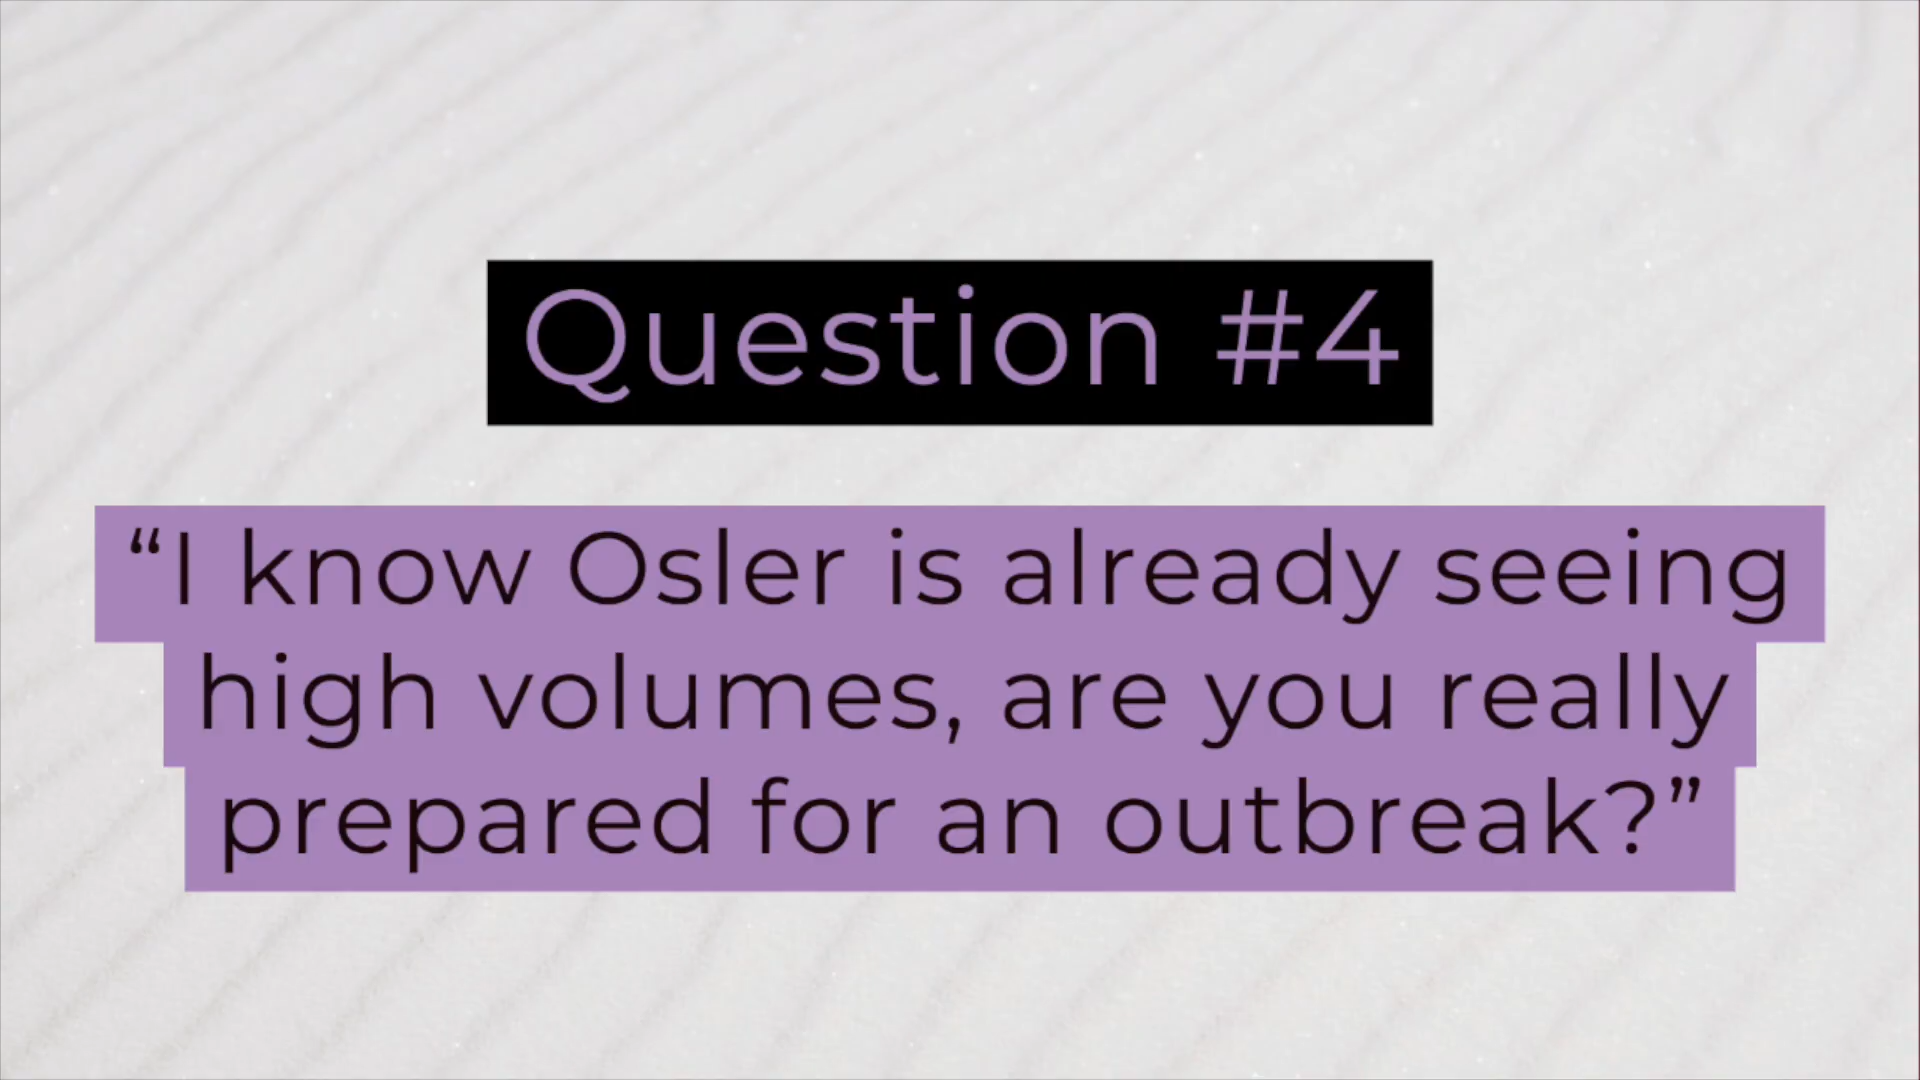 Question #4
“I know Osler is already seeing
high volumes, are you really
prepared for an outbreak?”